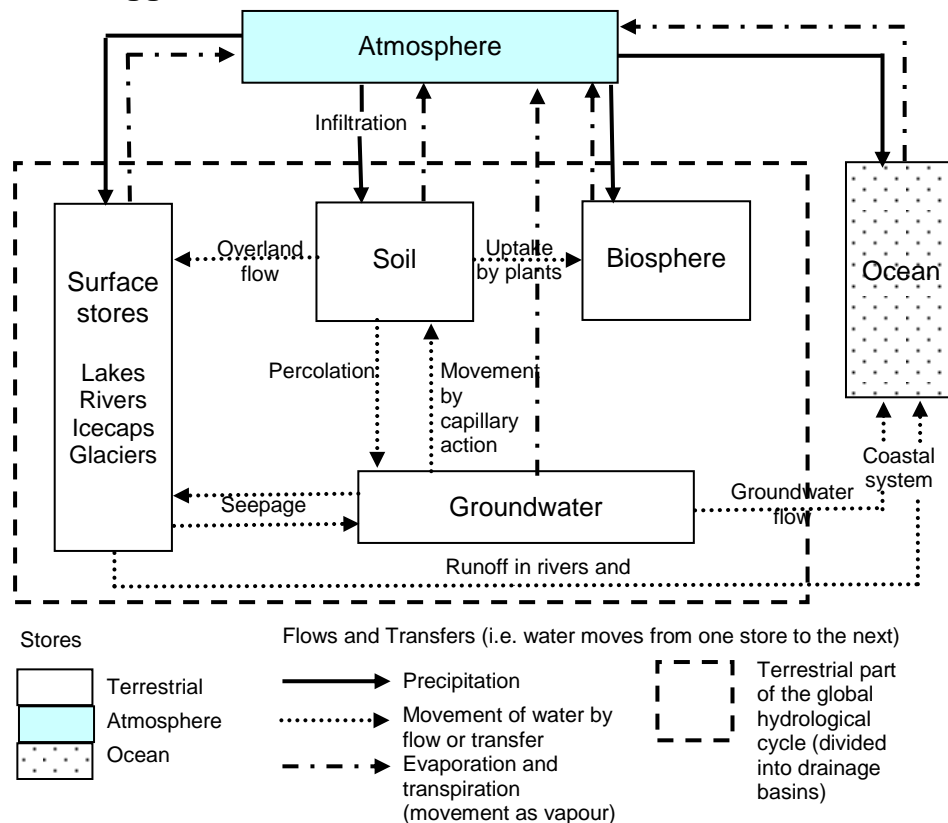 Atmosphere
Infiltration
Overland
flow
Soil
Uptake
by plants
Biosphere
Ocean
Surface
stores
Lakes
Rivers
Icecaps
Glaciers
Percolation
Movement
by
capillary
action
Seepage
Groundwater
Groundwater
flow
Coastal
system
Runoff in rivers and
Stores
Terrestrial
Atmosphere
Ocean
Flows and Transfers (i.e. water moves from one store to the next)
Precipitation
Movement of water by
flow or transfer
Evaporation and
transpiration
(movement as vapour)
Terrestrial part
of the global
hydrological
cycle (divided
into drainage
basins)